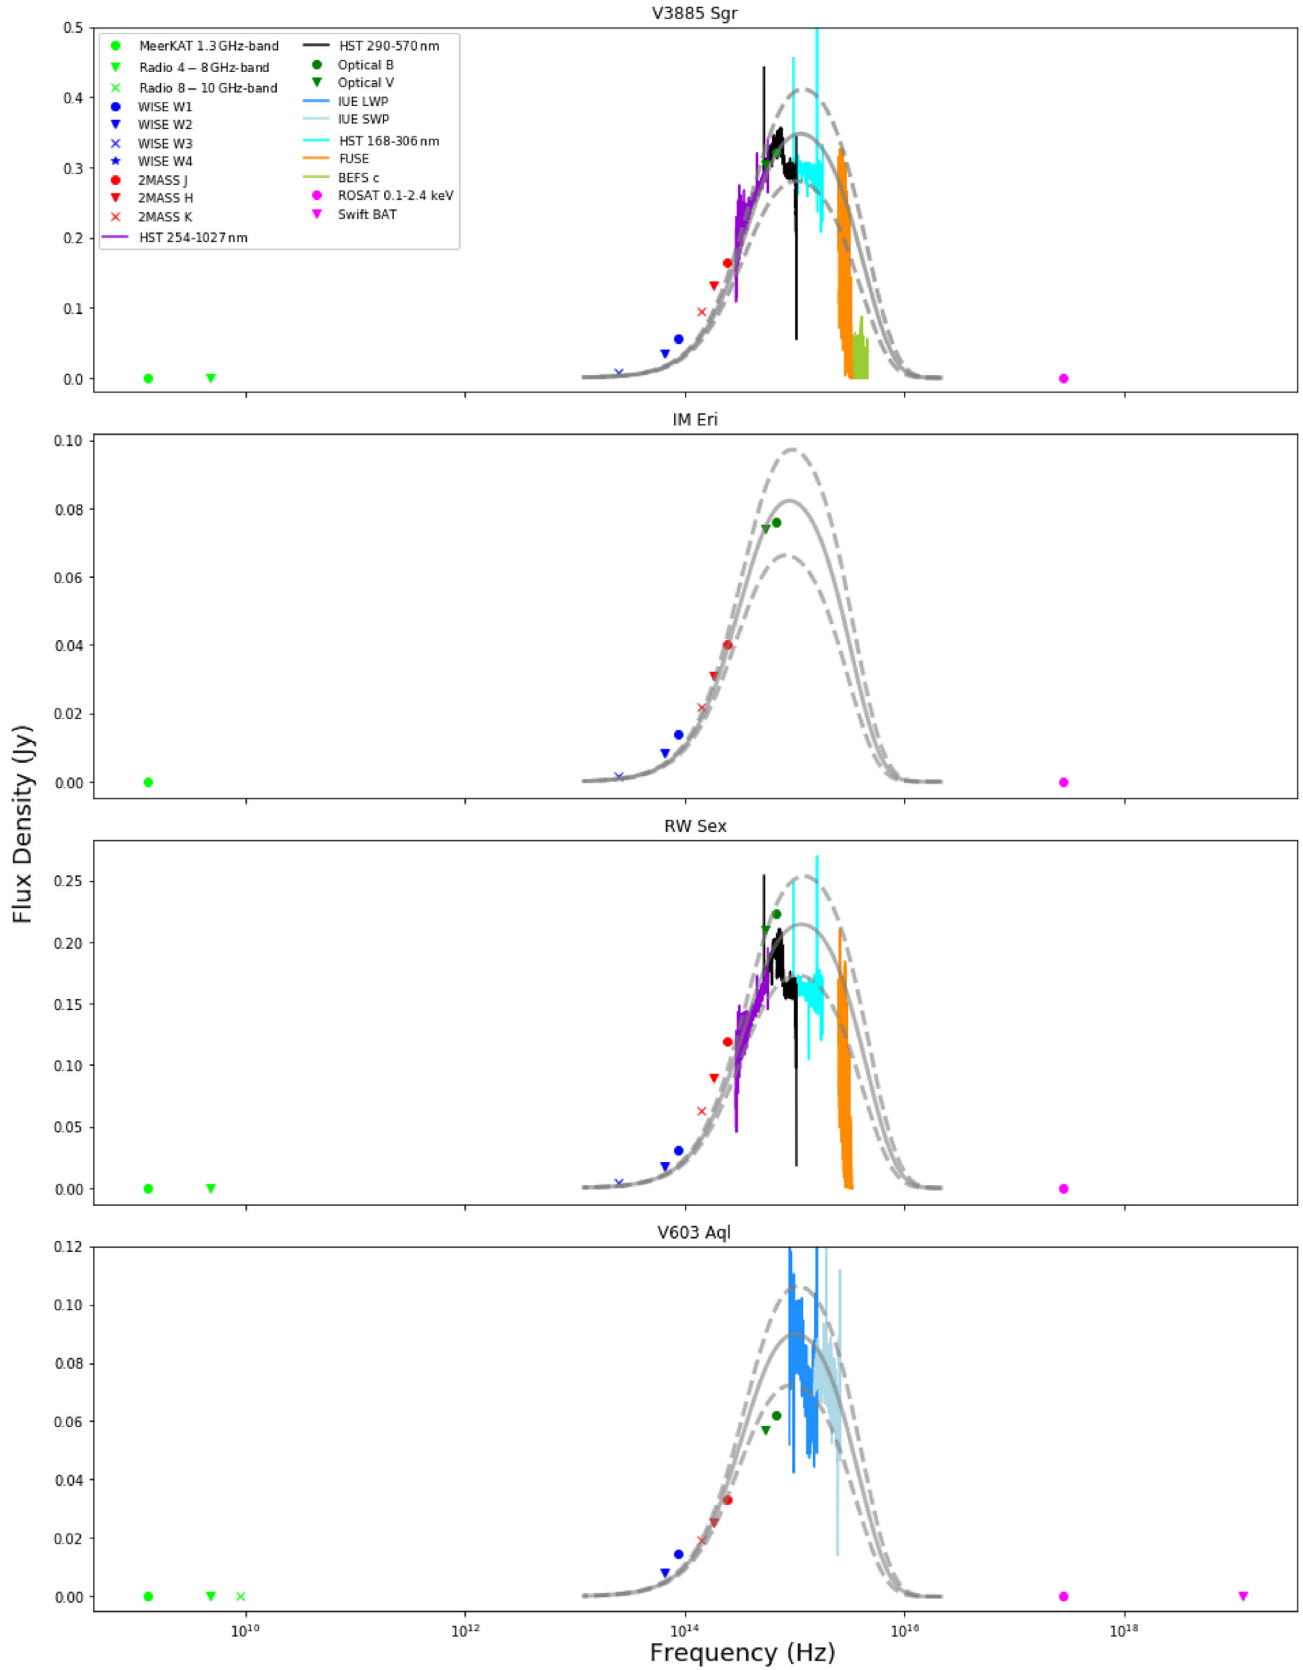 V3885 Sgr
0.5
0.4
0.3
0.2
0.1
0.0
MeerKAT 1.3 GHz-band
Radio 4 − 8 GHz-band
Radio 8 − 10 GHz-band
WISE W1
WISE W2
WISE W3
WISE W4
2MASS J
2MASS H
2MASS K
HST 254-1027 nm
HST 290-570 nm
Optical B
Optical V
IUE LWP
IUE SWP
HST 168-306 nm
FUSE
BEFS c
ROSAT 0.1-2.4 keV
Swift BAT
IM Eri
0.10
0.08
0.06
0.04
0.02
0.00
Flux Density (Jy)
RW Sex
0.25
0.20
0.15
0.10
0.05
0.00
V603 Aql
0.12
0.10
0.08
0.06
0.04
0.02
0.00
10^10 10^12 10^14 10^16 10^18
Frequency (Hz)